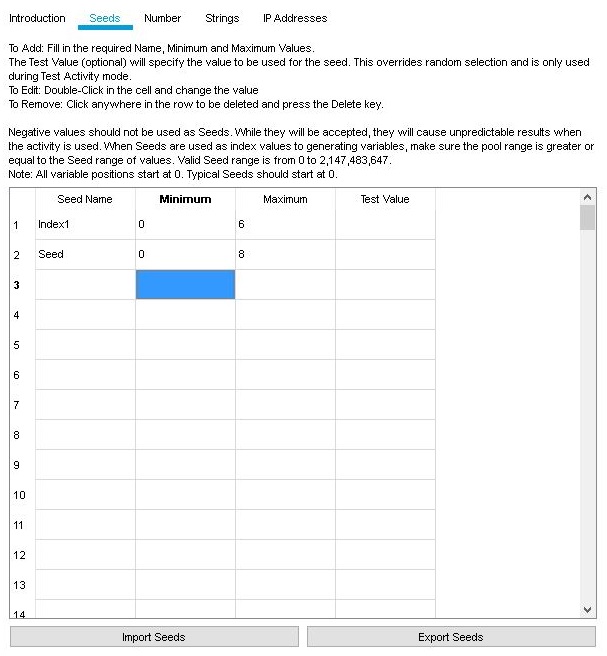 Introduction Seeds Number Strings IP Addresses
To Add: Fill in the required Name, Minimum and Maximum Values.
The Test Value (optional) will specify the value to be used for the seed. This overrides random selection and is only used
during Test Activity mode.
To Edit: Double-Click in the cell and change the value
To Remove: Click anywhere in the row to be deleted and press the Delete key.
Negative values should not be used as Seeds. While they will be accepted, they will cause unpredictable results when
the activity is used. When Seeds are used as index values to generating variables, make sure the pool range is greater or
equal to the Seed range of values. Valid Seed range is from 0 to 2,147,483,647.
Note: All variable positions start at 0. Typical Seeds should start at 0.
Seed Name Minimum Maximum Test Value
1 Index1 0 6
2 Seed 0 8
3
4
5
6
7
8
9
10
11
12
13
14
Import Seeds Export Seeds